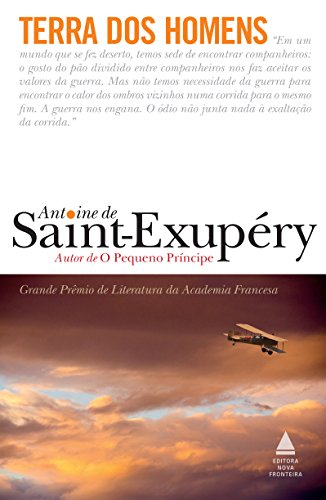 TERRA DOS HOMENS “Em um
mundo que se fez deserto, temos sede de encontrar companheiros:
o gosto do pão dividido entre companheiros nos faz aceitar os
valores da guerra. Mas não temos necessidade da guerra para
encontrar o calor dos ombros vizinhos numa corrida para o mesmo
fim. A guerra nos engana. O ódio não junta nada à exaltação
da corrida.”
Antoine de
Saint-Exupéry
Autor de O Pequeno Príncipe
Grande Prêmio de Literatura da Academia Francesa
EDITORA
NOVA
FRONTEIRA